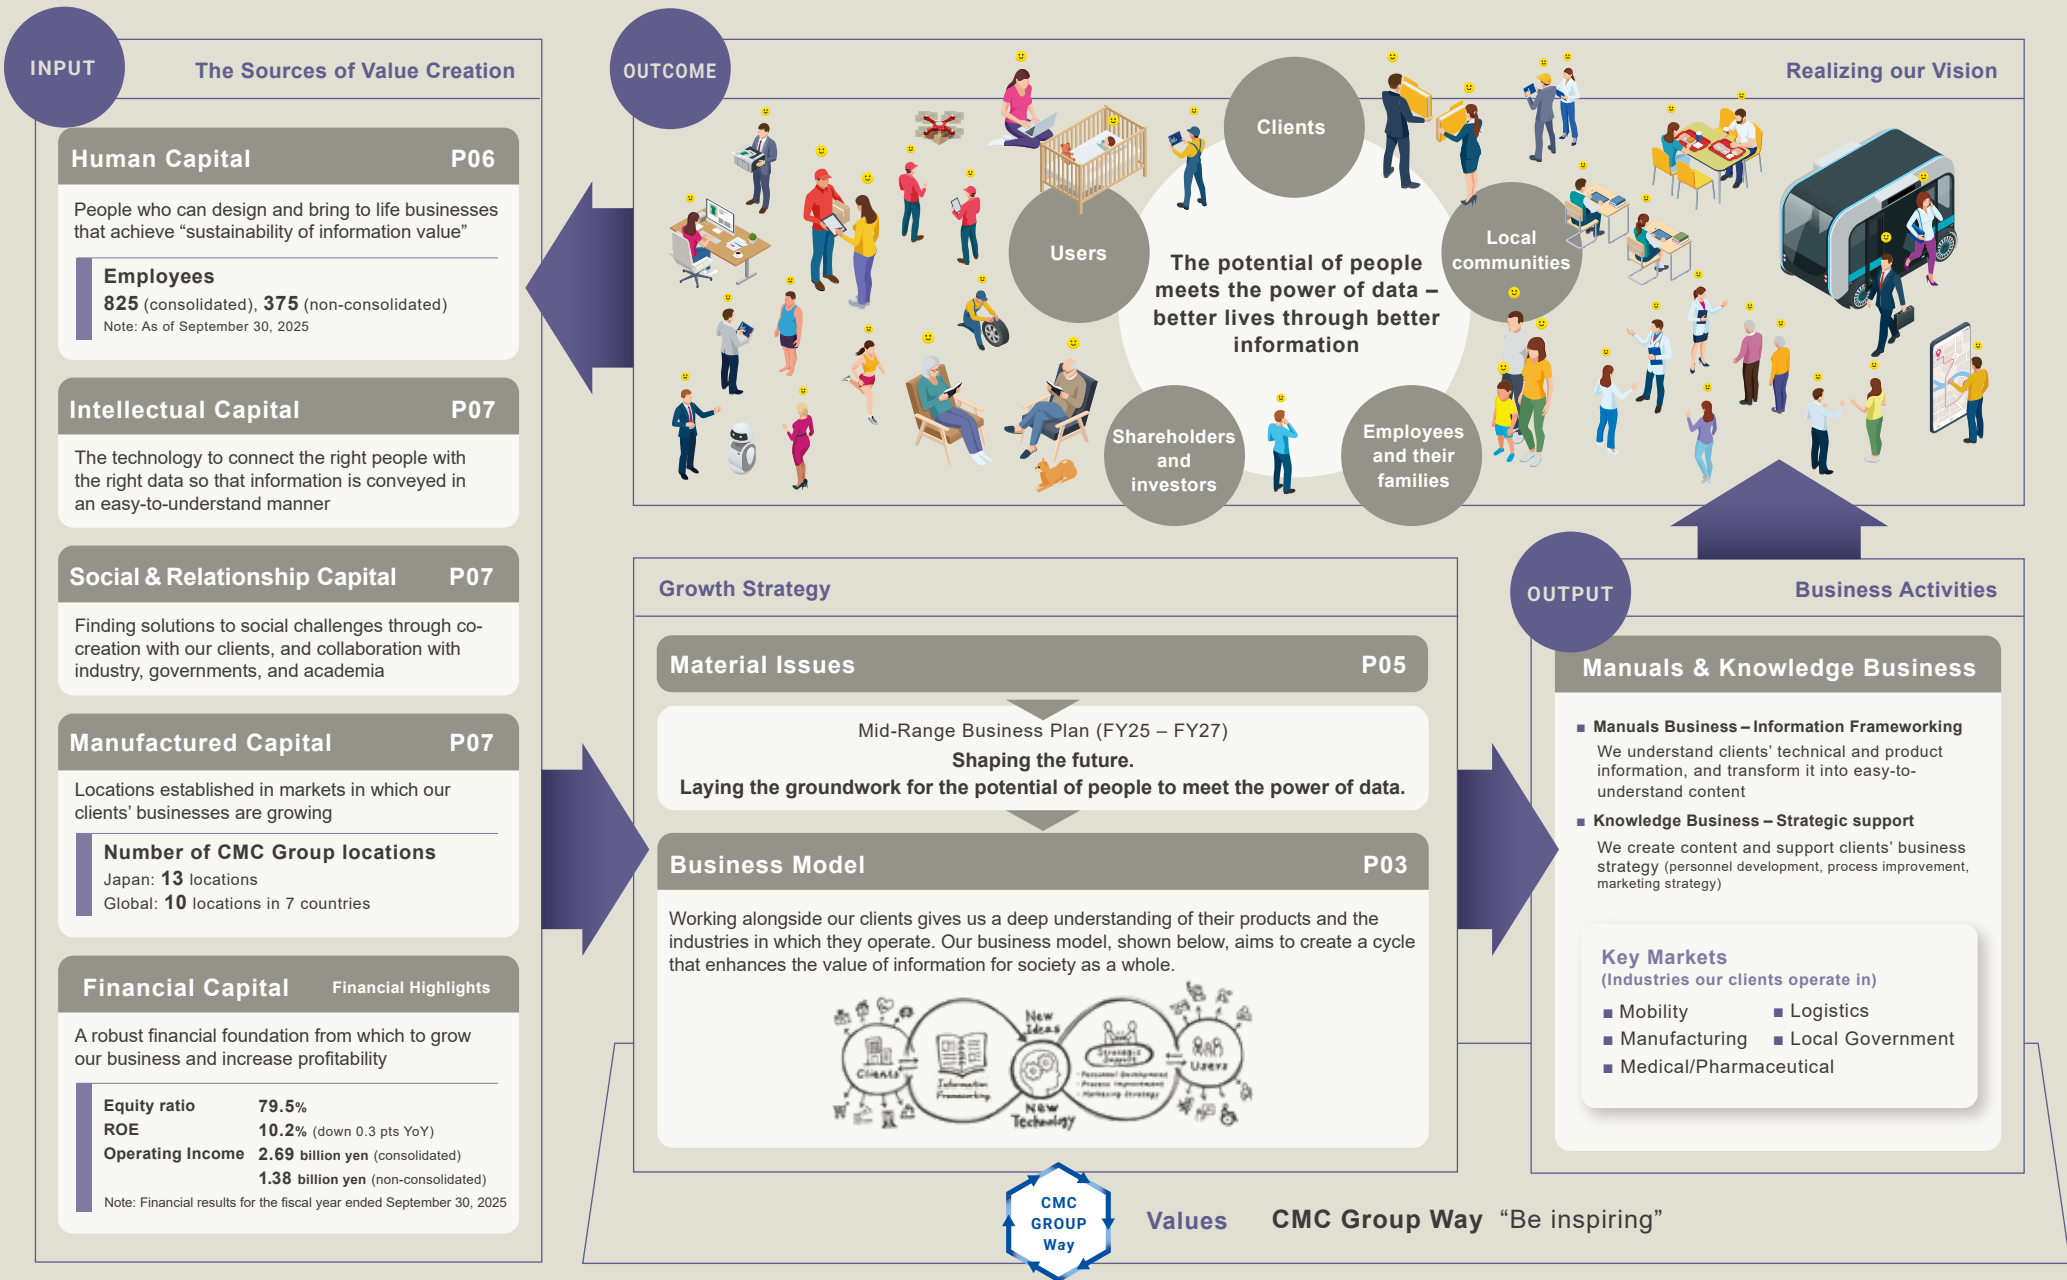 INPUT
The Sources of Value Creation
Human Capital P06
People who can design and bring to life businesses
that achieve “sustainability of information value”
Employees
825 (consolidated), 375 (non-consolidated)
Note: As of September 30, 2025
Intellectual Capital P07
The technology to connect the right people with
the right data so that information is conveyed in
an easy-to-understand manner
Social & Relationship Capital P07
Finding solutions to social challenges through co-
creation with our clients, and collaboration with
industry, governments, and academia
Manufactured Capital P07
Locations established in markets in which our
clients’ businesses are growing
Number of CMC Group locations
Japan: 13 locations
Global: 10 locations in 7 countries
Financial Capital Financial Highlights
A robust financial foundation from which to grow
our business and increase profitability
Equity ratio 79.5%
ROE 10.2% (down 0.3 pts YoY)
Operating Income 2.69 billion yen (consolidated)
1.38 billion yen (non-consolidated)
Note: Financial results for the fiscal year ended September 30, 2025
OUTCOME
Realizing our Vision
Clients
Users
Local
communities
The potential of people
meets the power of data –
better lives through better
information
Shareholders
and
investors
Employees
and their
families
Growth Strategy
Material Issues P05
Mid-Range Business Plan (FY25 – FY27)
Shaping the future.
Laying the groundwork for the potential of people to meet the power of data.
Business Model P03
Working alongside our clients gives us a deep understanding of their products and the
industries in which they operate. Our business model, shown below, aims to create a cycle
that enhances the value of information for society as a whole.
Clients
Information
Frameworking
New
Ideas
New
Technology
Strategic
Support
・Personnel Development
・Process Improvement
・Marketing Strategy
Users
OUTPUT
Business Activities
Manuals & Knowledge Business
■ Manuals Business – Information Frameworking
We understand clients’ technical and product
information, and transform it into easy-to-
understand content
■ Knowledge Business – Strategic support
We create content and support clients’ business
strategy (personnel development, process improvement,
marketing strategy)
Key Markets
(Industries our clients operate in)
■ Mobility ■ Logistics
■ Manufacturing ■ Local Government
■ Medical/Pharmaceutical
CMC
GROUP
Way
Values CMC Group Way “Be inspiring”